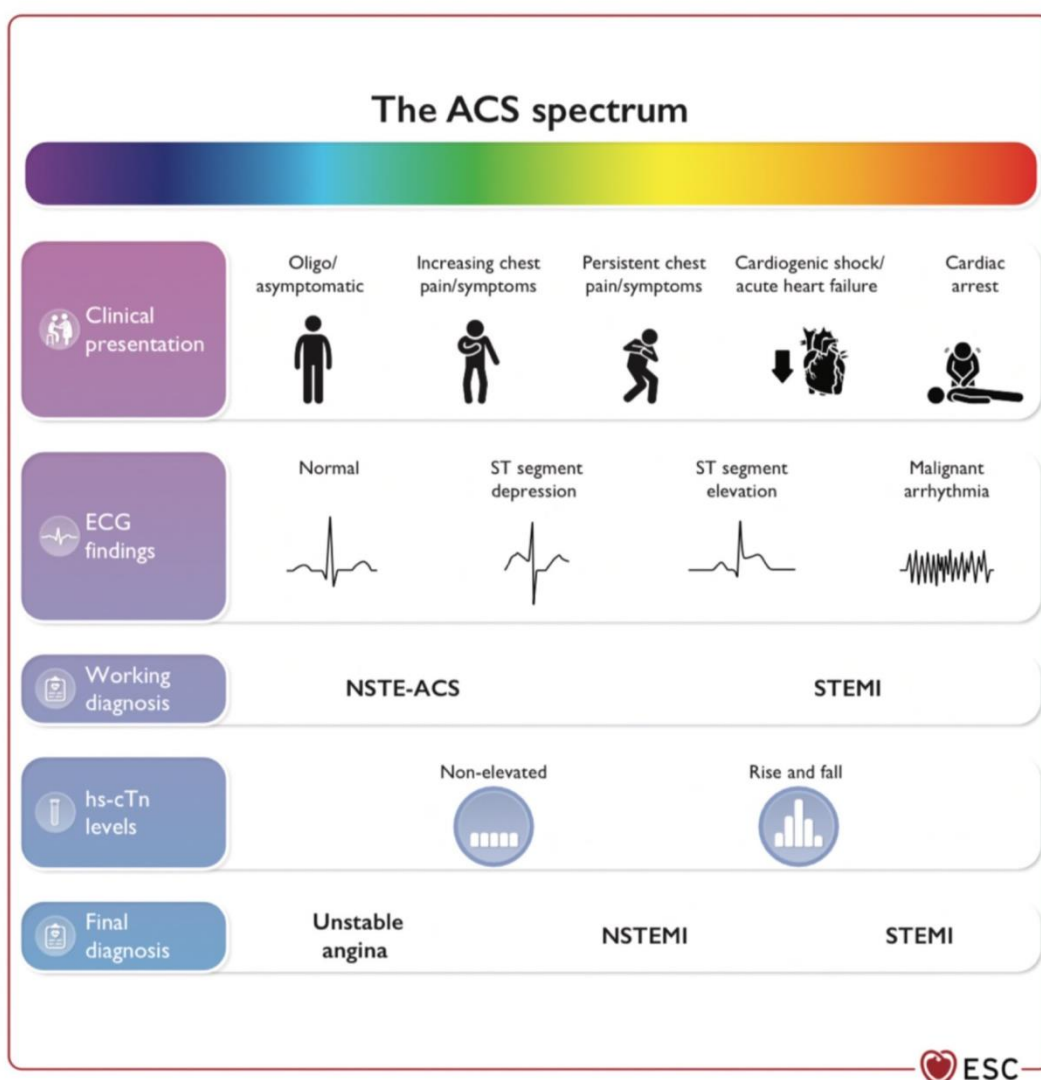 The ACS spectrum
Clinical
presentation
Oligo/
asymptomatic
Increasing chest
pain/symptoms
Persistent chest
pain/symptoms
Cardiogenic shock/
acute heart failure
Cardiac
arrest
ECG
findings
Normal
ST segment
depression
ST segment
elevation
Malignant
arrhythmia
Working
diagnosis
NSTE-ACS
STEMI
hs-cTn
levels
Non-elevated
Rise and fall
Final
diagnosis
Unstable
angina
NSTEMI
STEMI
ESC